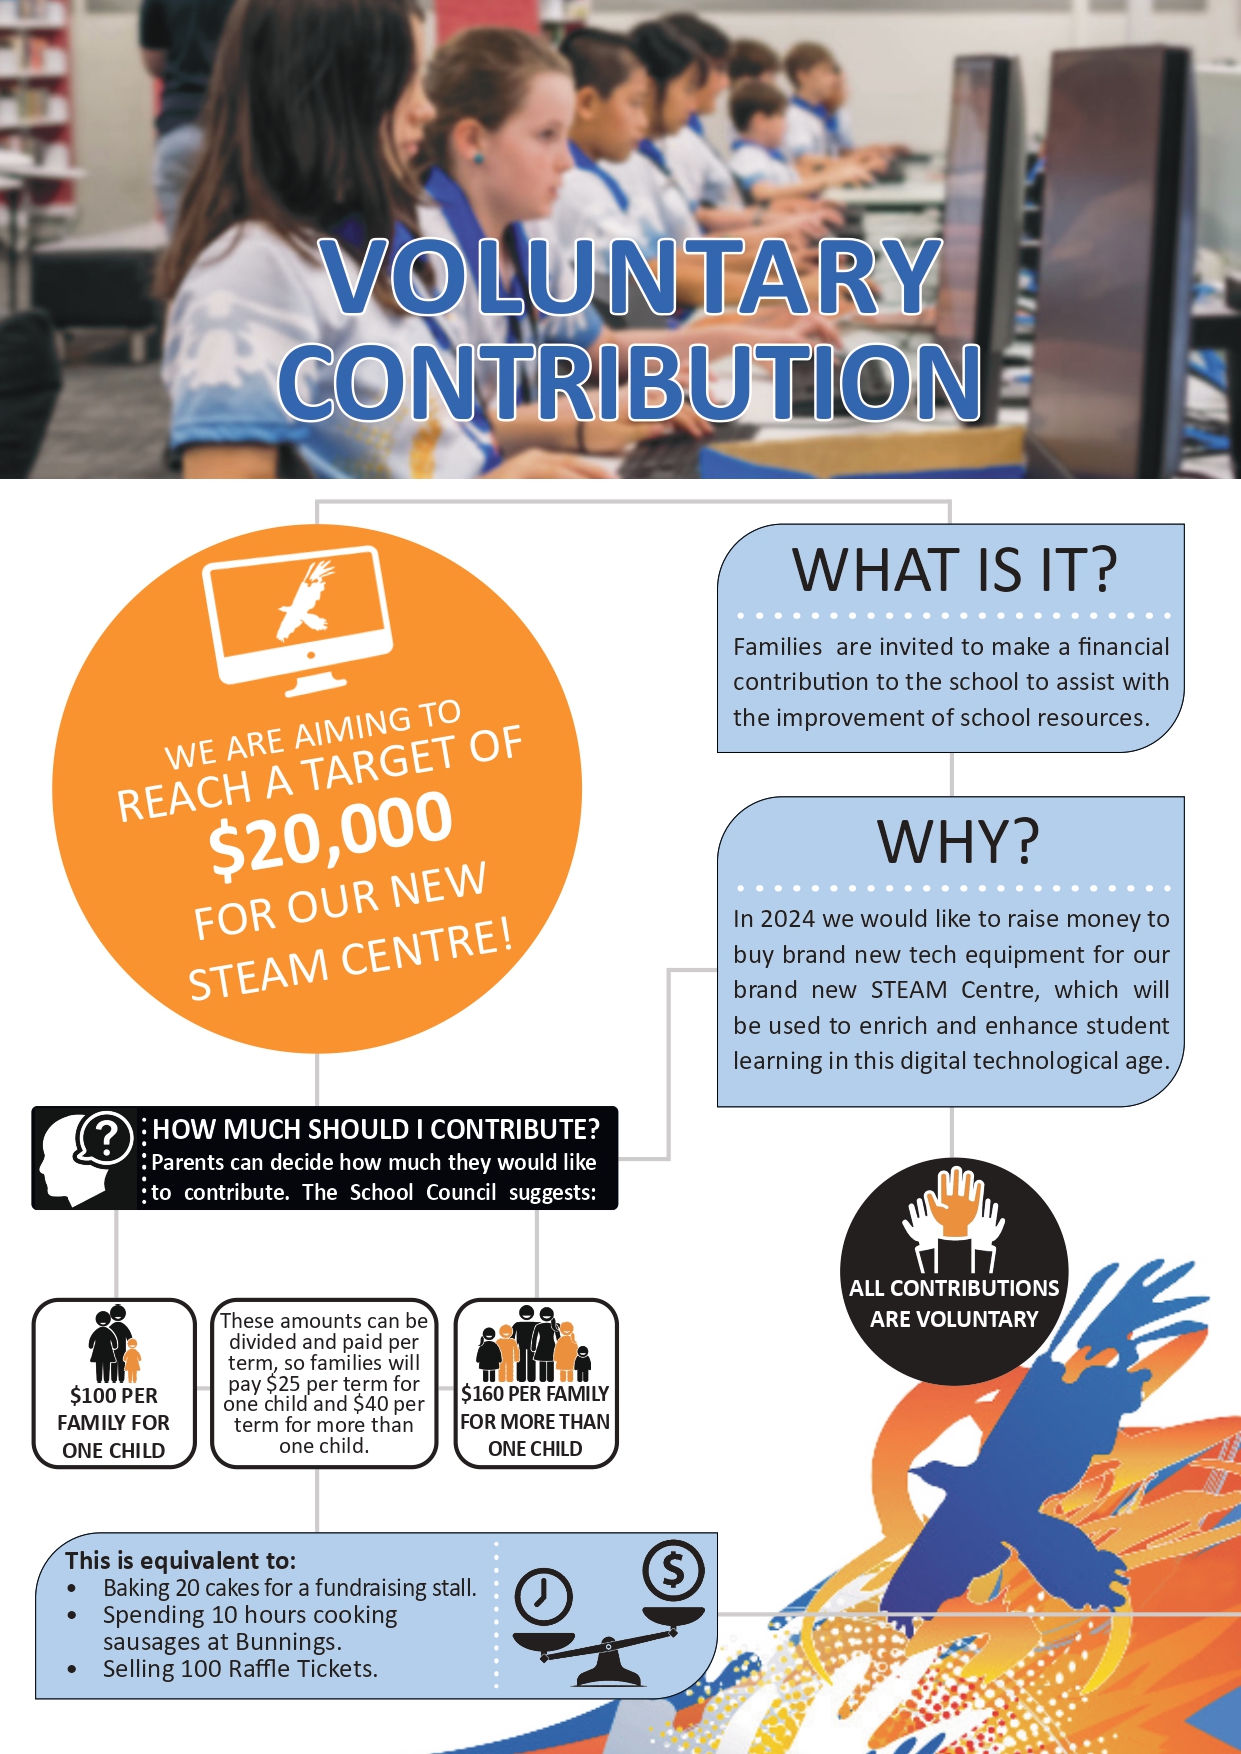 VOLUNTARY
CONTRIBUTION
WE ARE AIMING TO
REACH A TARGET OF
$20,000
FOR OUR NEW
STEAM CENTRE!
WHAT IS IT?
Families are invited to make a financial
contribution to the school to assist with
the improvement of school resources.
WHY?
In 2024 we would like to raise money to
buy brand new tech equipment for our
brand new STEAM Centre, which will
be used to enrich and enhance student
learning in this digital technological age.
?
HOW MUCH SHOULD I CONTRIBUTE?
Parents can decide how much they would like
to contribute. The School Council suggests:
ALL CONTRIBUTIONS
ARE VOLUNTARY
$100 PER
FAMILY FOR
ONE CHILD
These amounts can be
divided and paid per
term, so families will
pay $25 per term for
one child and $40 per
term for more than
one child.
$160 PER FAMILY
FOR MORE THAN
ONE CHILD
This is equivalent to:
• Baking 20 cakes for a fundraising stall.
• Spending 10 hours cooking
sausages at Bunnings.
• Selling 100 Raffle Tickets.
$